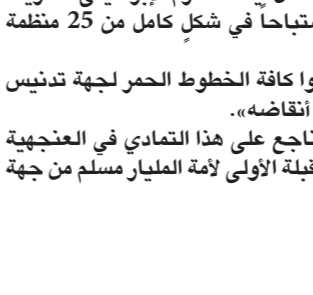 ستباحاً في شكلٍ كامل من 25 منظمة
وا كافة الخطوط الحمر لجهة تدنيس
أنقاضه».
ناجع على هذا التمادي في العنجهية
قبلة الأولى لأمة المليار مسلم من جهة